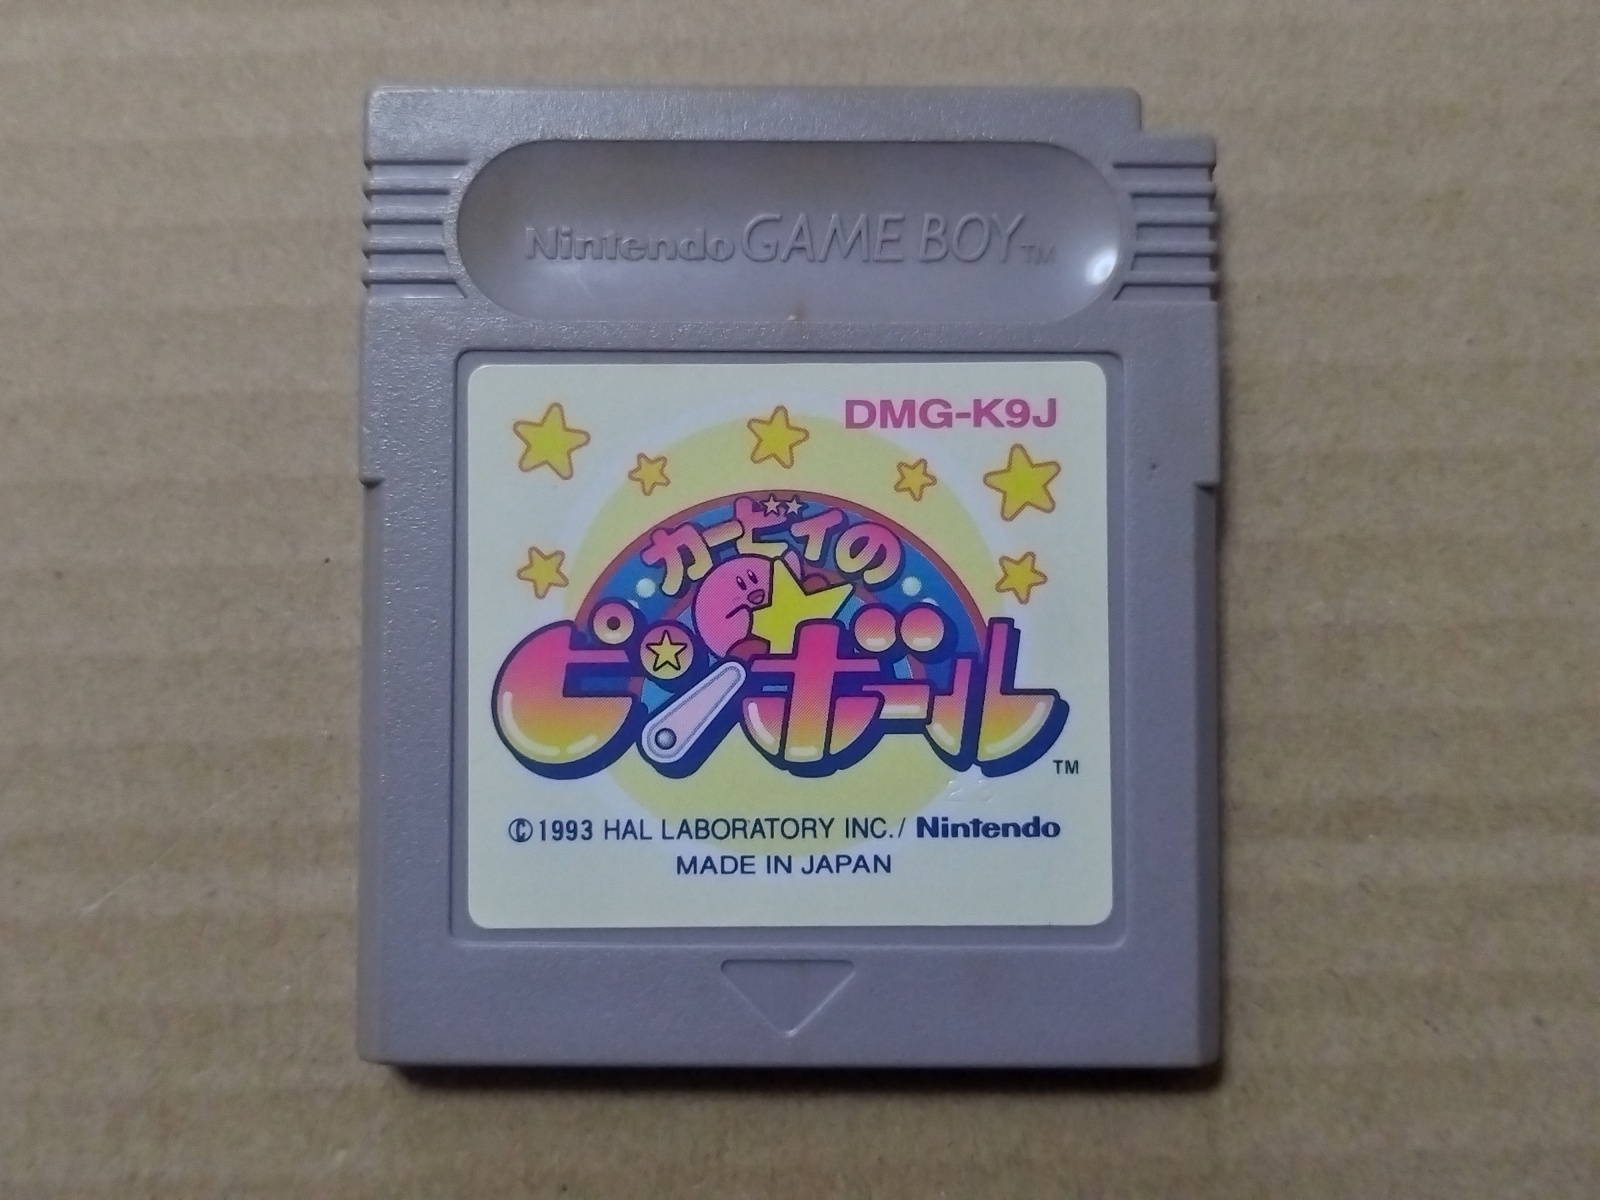 Nintendo GAME BOY TM
DMG-K9J
カービィの
ピンボール
TM
© 1993 HAL LABORATORY INC./ Nintendo
MADE IN JAPAN